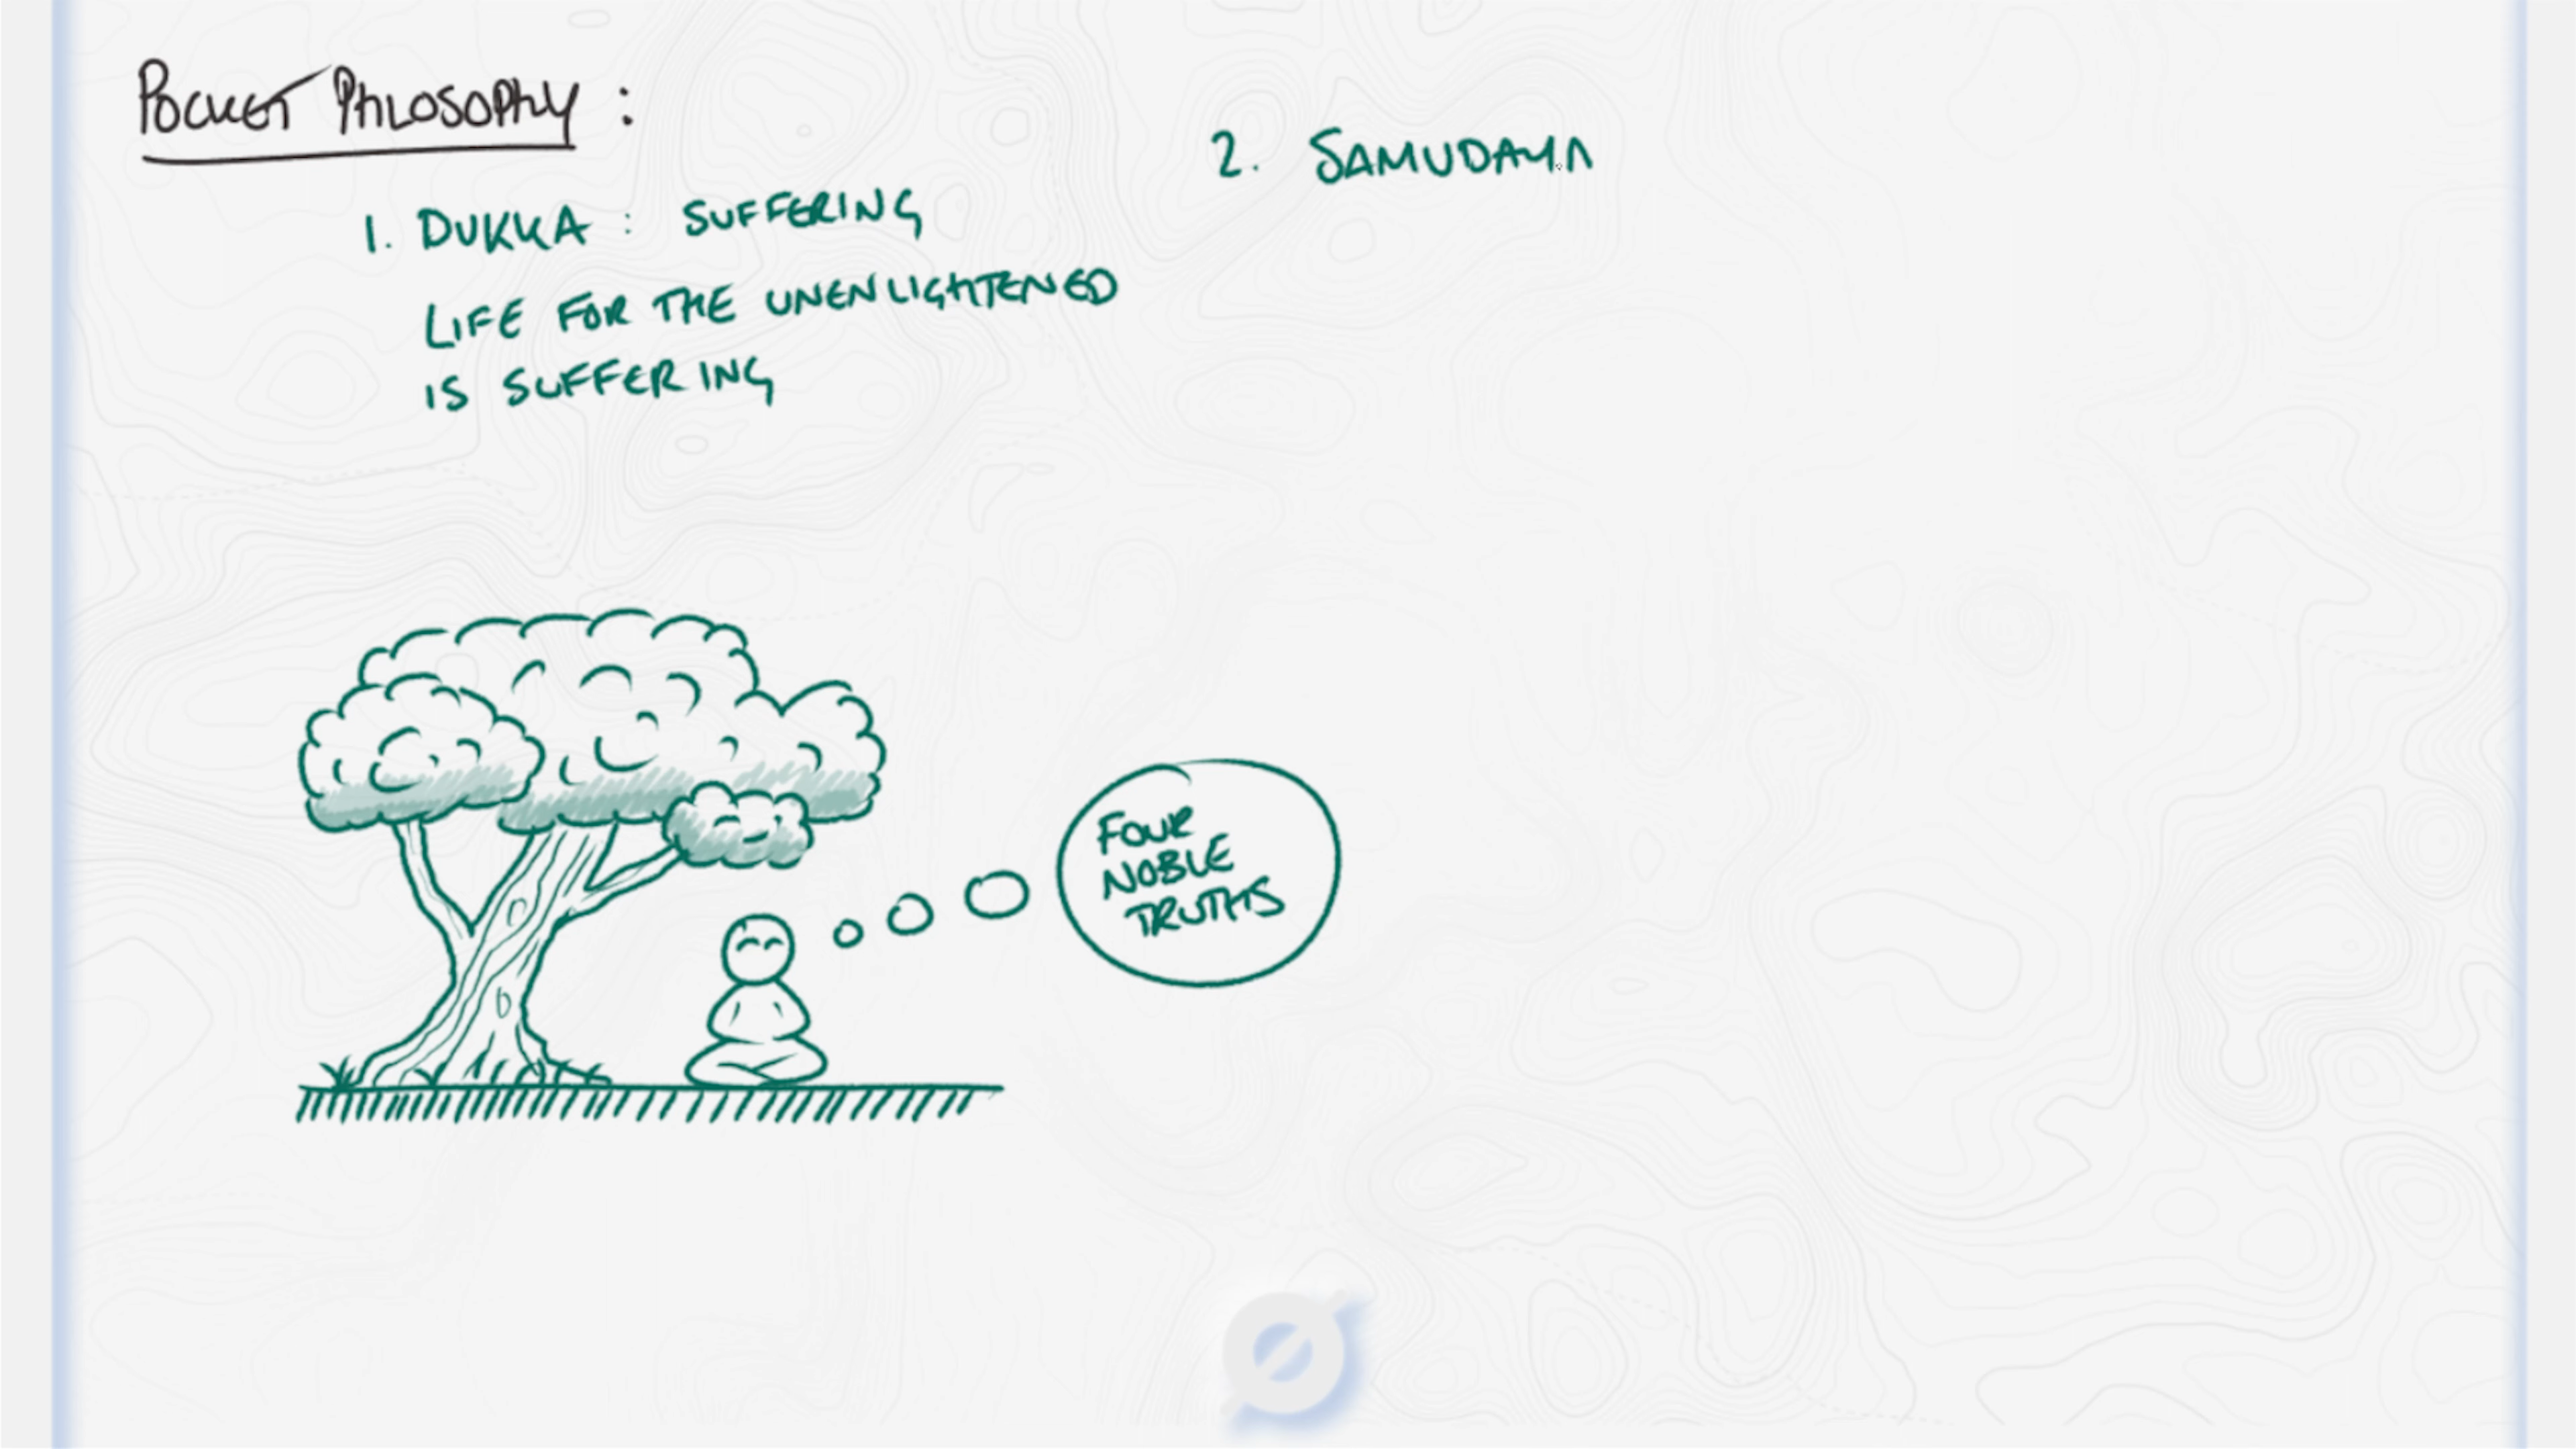 POCKET PHILOSOPHY :
1. DUKKA : SUFFERING
LIFE FOR THE UNENLIGHTENED
IS SUFFERING
2. SAMUDAYA
FOUR
NOBLE
TRUTHS